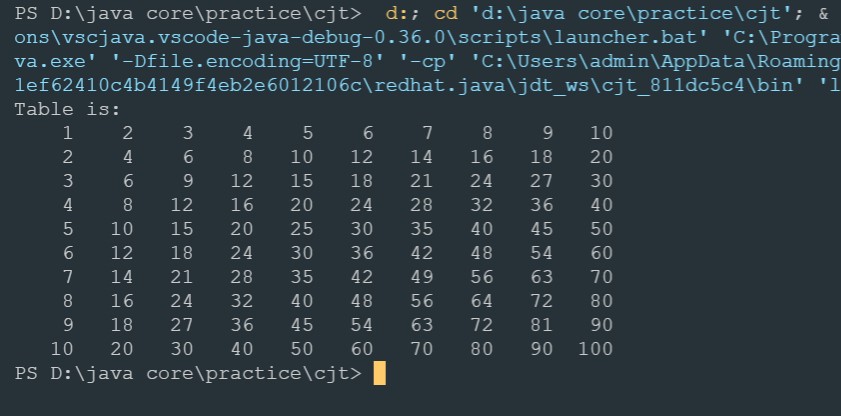 PS D:\java core\practice\cjt>  d:; cd 'd:\java core\practice\cjt'; &
ons\vscjava.vscode-java-debug-0.36.0\scripts\launcher.bat' 'C:\Progra
va.exe' '-Dfile.encoding=UTF-8' '-cp' 'C:\Users\admin\AppData\Roaming
1ef62410c4b4149f4eb2e6012106c\redhat.java\jdt_ws\cjt_811dc5c4\bin' 'l
Table is:
    1    2    3    4    5    6    7    8    9   10
    2    4    6    8   10   12   14   16   18   20
    3    6    9   12   15   18   21   24   27   30
    4    8   12   16   20   24   28   32   36   40
    5   10   15   20   25   30   35   40   45   50
    6   12   18   24   30   36   42   48   54   60
    7   14   21   28   35   42   49   56   63   70
    8   16   24   32   40   48   56   64   72   80
    9   18   27   36   45   54   63   72   81   90
   10   20   30   40   50   60   70   80   90  100
PS D:\java core\practice\cjt>